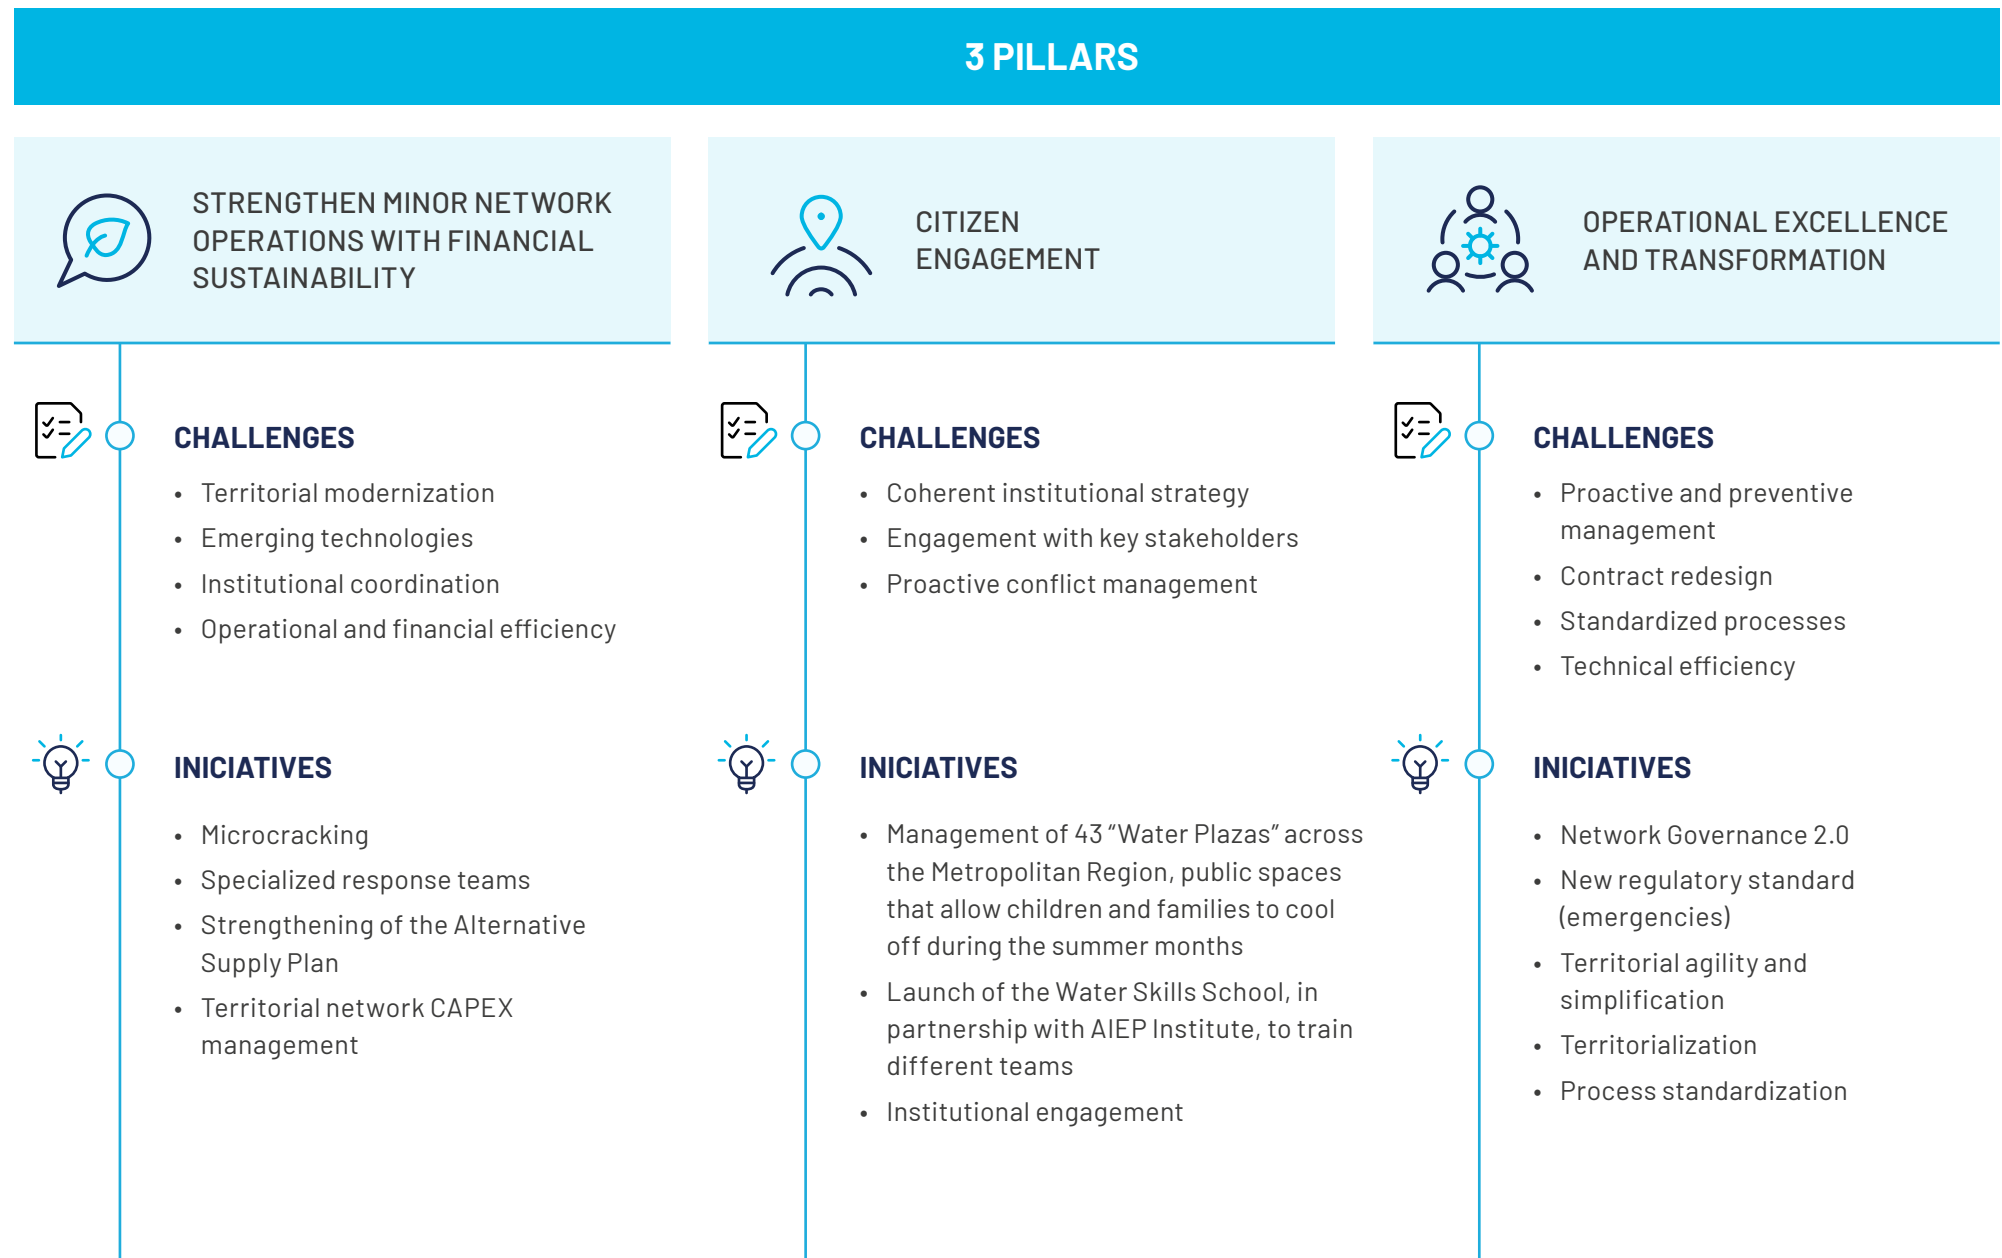 3 PILLARS
STRENGTHEN MINOR NETWORK
OPERATIONS WITH FINANCIAL
SUSTAINABILITY
CHALLENGES
• Territorial modernization
• Emerging technologies
• Institutional coordination
• Operational and financial efficiency
INICIATIVES
• Microcracking
• Specialized response teams
• Strengthening of the Alternative
Supply Plan
• Territorial network CAPEX
management
CITIZEN
ENGAGEMENT
CHALLENGES
• Coherent institutional strategy
• Engagement with key stakeholders
• Proactive conflict management
INICIATIVES
• Management of 43 “Water Plazas” across
the Metropolitan Region, public spaces
that allow children and families to cool
off during the summer months
• Launch of the Water Skills School, in
partnership with AIEP Institute, to train
different teams
• Institutional engagement
OPERATIONAL EXCELLENCE
AND TRANSFORMATION
CHALLENGES
• Proactive and preventive
management
• Contract redesign
• Standardized processes
• Technical efficiency
INICIATIVES
• Network Governance 2.0
• New regulatory standard
(emergencies)
• Territorial agility and
simplification
• Territorialization
• Process standardization